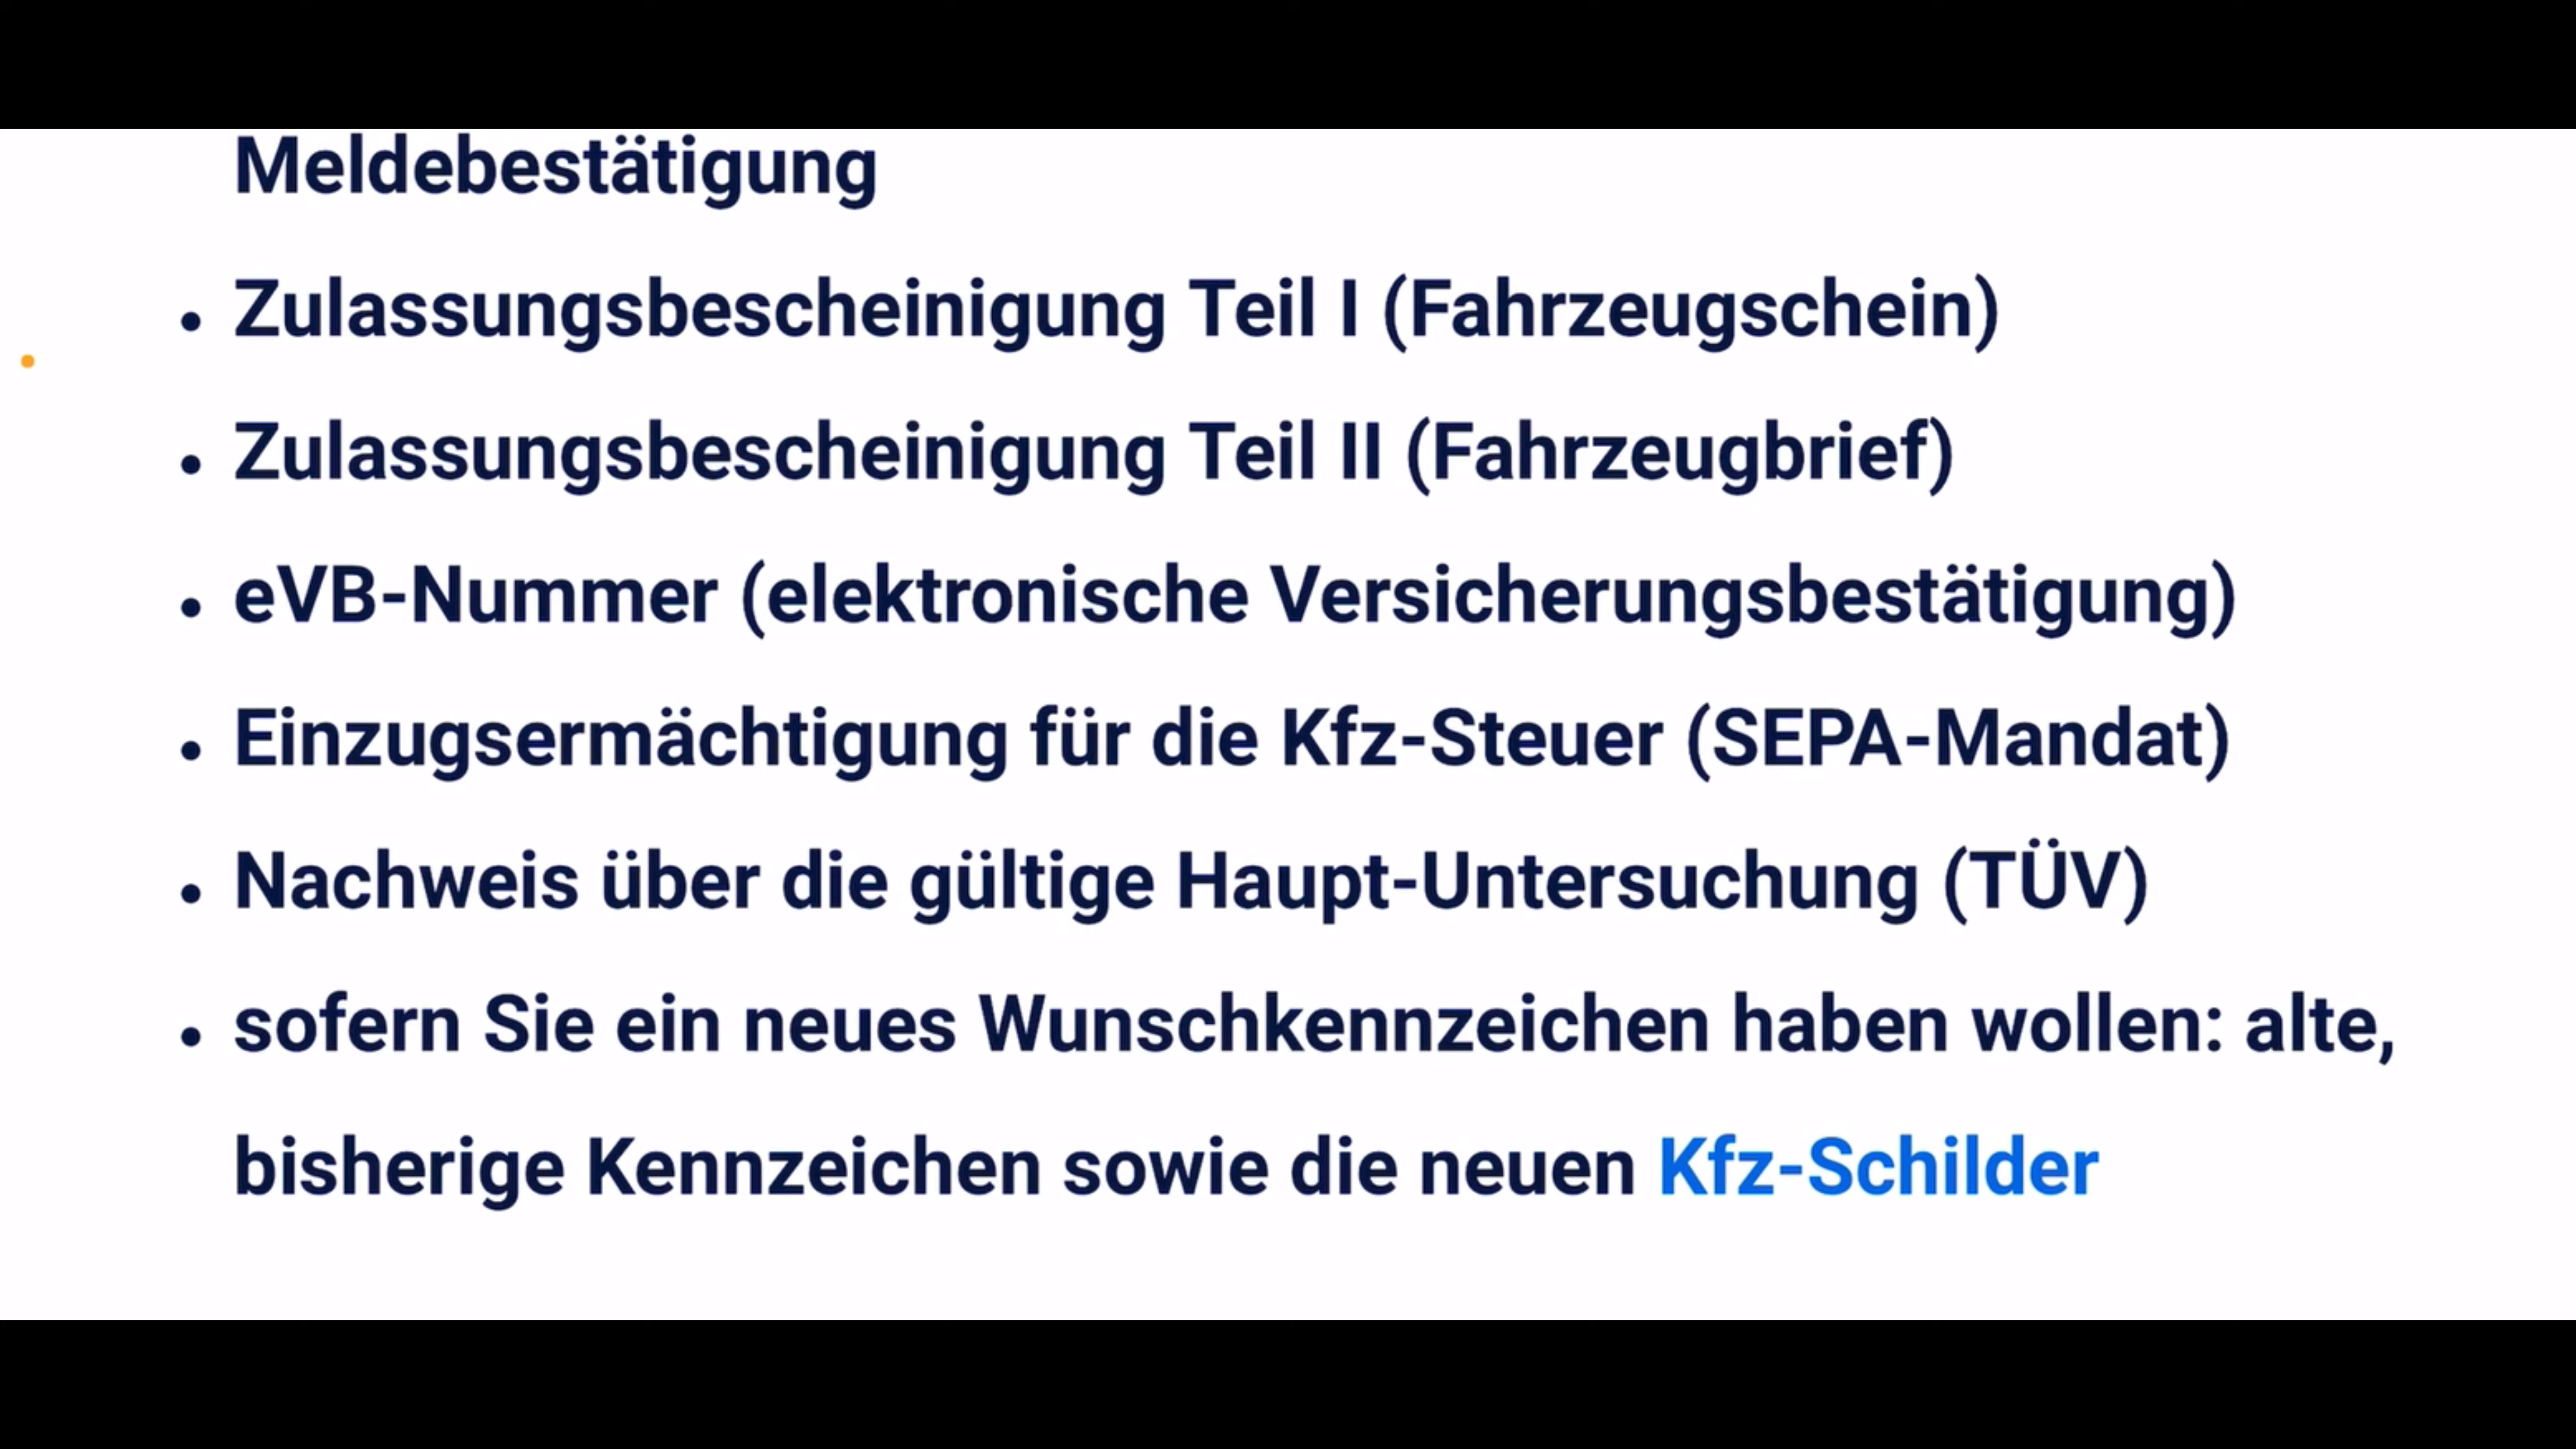 Meldebestätigung
• Zulassungsbescheinigung Teil I (Fahrzeugschein)
• Zulassungsbescheinigung Teil II (Fahrzeugbrief)
• eVB-Nummer (elektronische Versicherungsbestätigung)
• Einzugsermächtigung für die Kfz-Steuer (SEPA-Mandat)
• Nachweis über die gültige Haupt-Untersuchung (TÜV)
• sofern Sie ein neues Wunschkennzeichen haben wollen: alte,
bisherige Kennzeichen sowie die neuen Kfz-Schilder